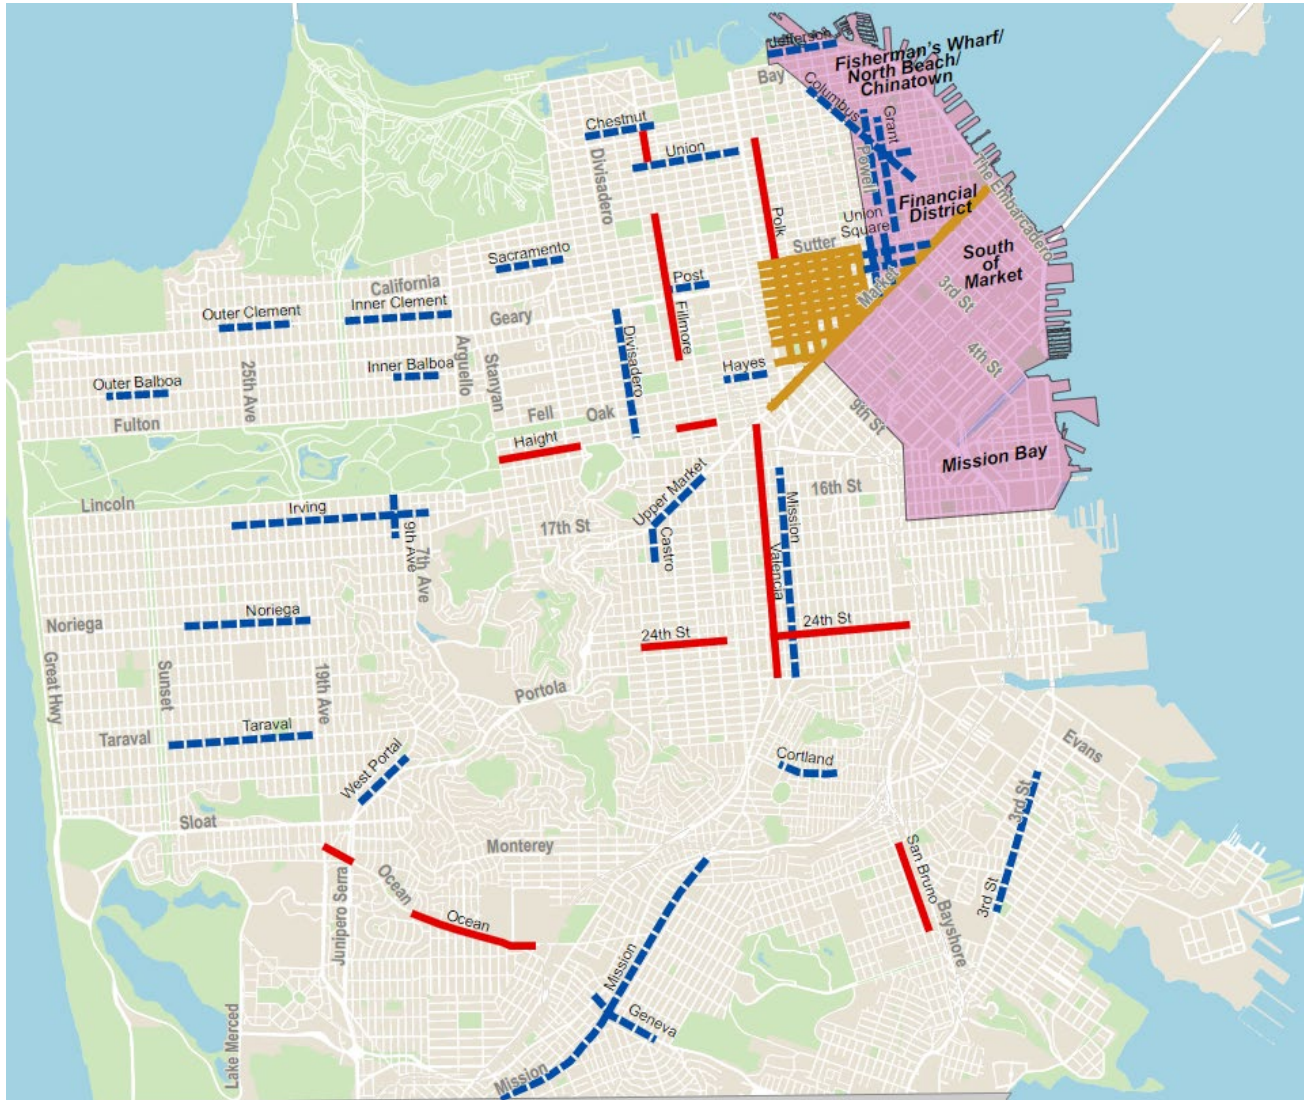 Jefferson
Fisherman's Wharf/
North Beach/
Chinatown
Bay
Columbus
Grant
Chestnut
Union
Divisadero
Powell
The Embarcadero
Financial
District
Polk
Union
Square
Sutter
South
of
Market
Sacramento
California
Post
Market
3rd St
Outer Clement
Inner Clement
Geary
Fillmore
Divisadero
4th St
Arguello
Stanyan
Inner Balboa
Hayes
Outer Balboa
25th Ave
Fulton
Fell
Oak
9th St
Haight
Mission Bay
Upper Market
Lincoln
Irving
16th St
Mission
17th St
9th Ave
7th Ave
Castro
Valencia
Noriega
Noriega
24th St
24th St
Great Hwy
Sunset
19th Ave
Portola
Taraval
Taraval
Evans
West Portal
Cortland
3rd St
Sloat
Monterey
San Bruno
Ocean
Junipero Serra
3rd St
Ocean
Bayshore
Mission
Geneva
Lake Merced
Mission